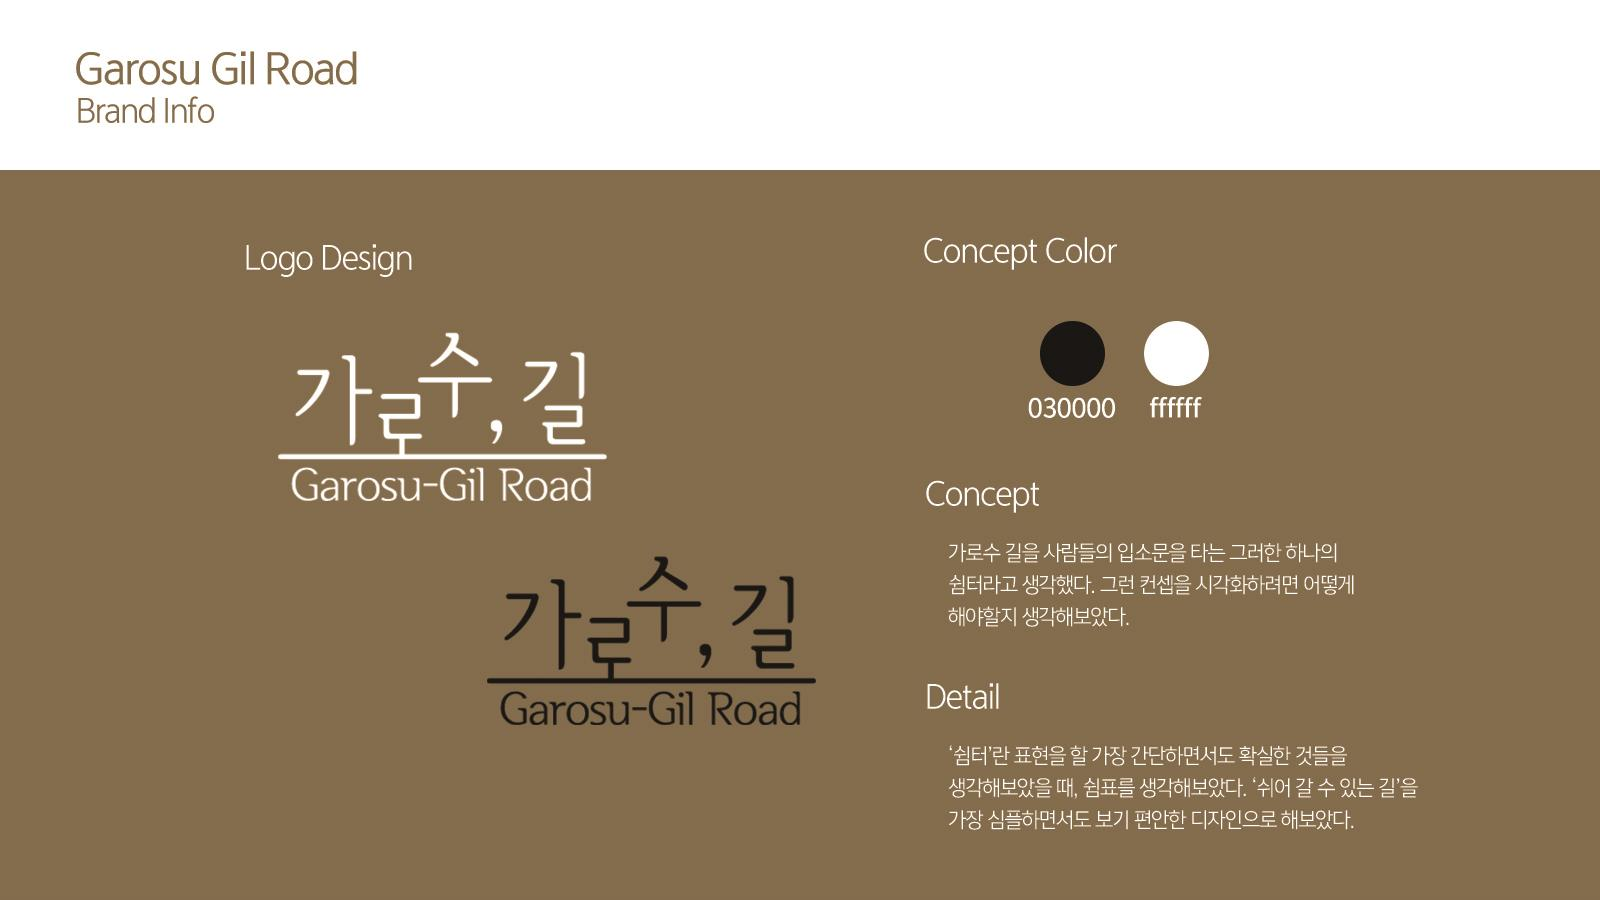 Garosu Gil Road
Brand Info
Logo Design
가로수,길
Garosu-Gil Road
가로수,길
Garosu-Gil Road
Concept Color
030000
ffffff
Concept
가로수 길을 사람들의 입소문을 타는 그러한 하나의
쉼터라고 생각했다. 그런 컨셉을 시각화하려면 어떻게
해야할지 생각해보았다.
Detail
‘쉼터’란 표현을 할 가장 간단하면서도 확실한 것들을
생각해보았을 때, 쉼표를 생각해보았다. ‘쉬어 갈 수 있는 길’을
가장 심플하면서도 보기 편안한 디자인으로 해보았다.